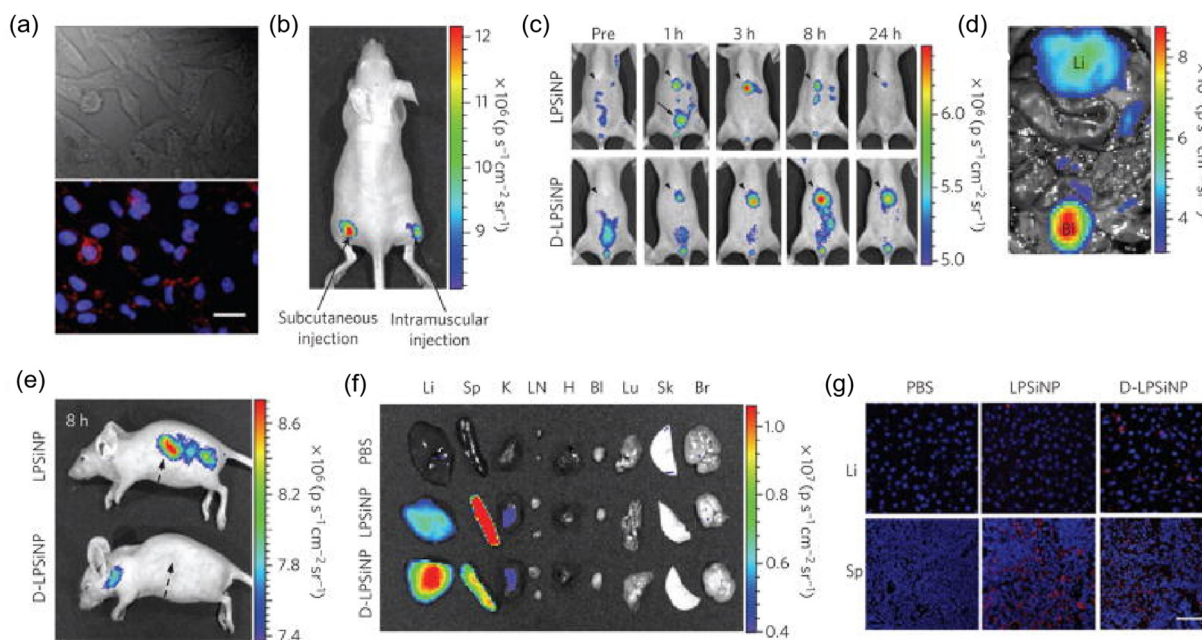 (a)
(b)
12
11
10
9
× 10⁶ (p s⁻¹ cm⁻² sr⁻¹)
Subcutaneous
injection
Intramuscular
injection
(c)
Pre
1 h
3 h
8 h
24 h
LPSiNP
D-LPSiNP
6.0
5.4
5.0
× 10⁶ (p s⁻¹ cm⁻² sr⁻¹)
(d)
Li
Bl
8
6
4
(e)
8 h
LPSiNP
D-LPSiNP
8.6
8.2
7.8
7.4
× 10⁶ (p s⁻¹ cm⁻² sr⁻¹)
(f)
Li Sp K LN H Bl Lu Sk Br
PBS
LPSiNP
D-LPSiNP
1.0
0.8
0.6
0.4
× 10⁷ (p s⁻¹ cm⁻² sr⁻¹)
(g)
PBS LPSiNP D-LPSiNP
Li
Sp